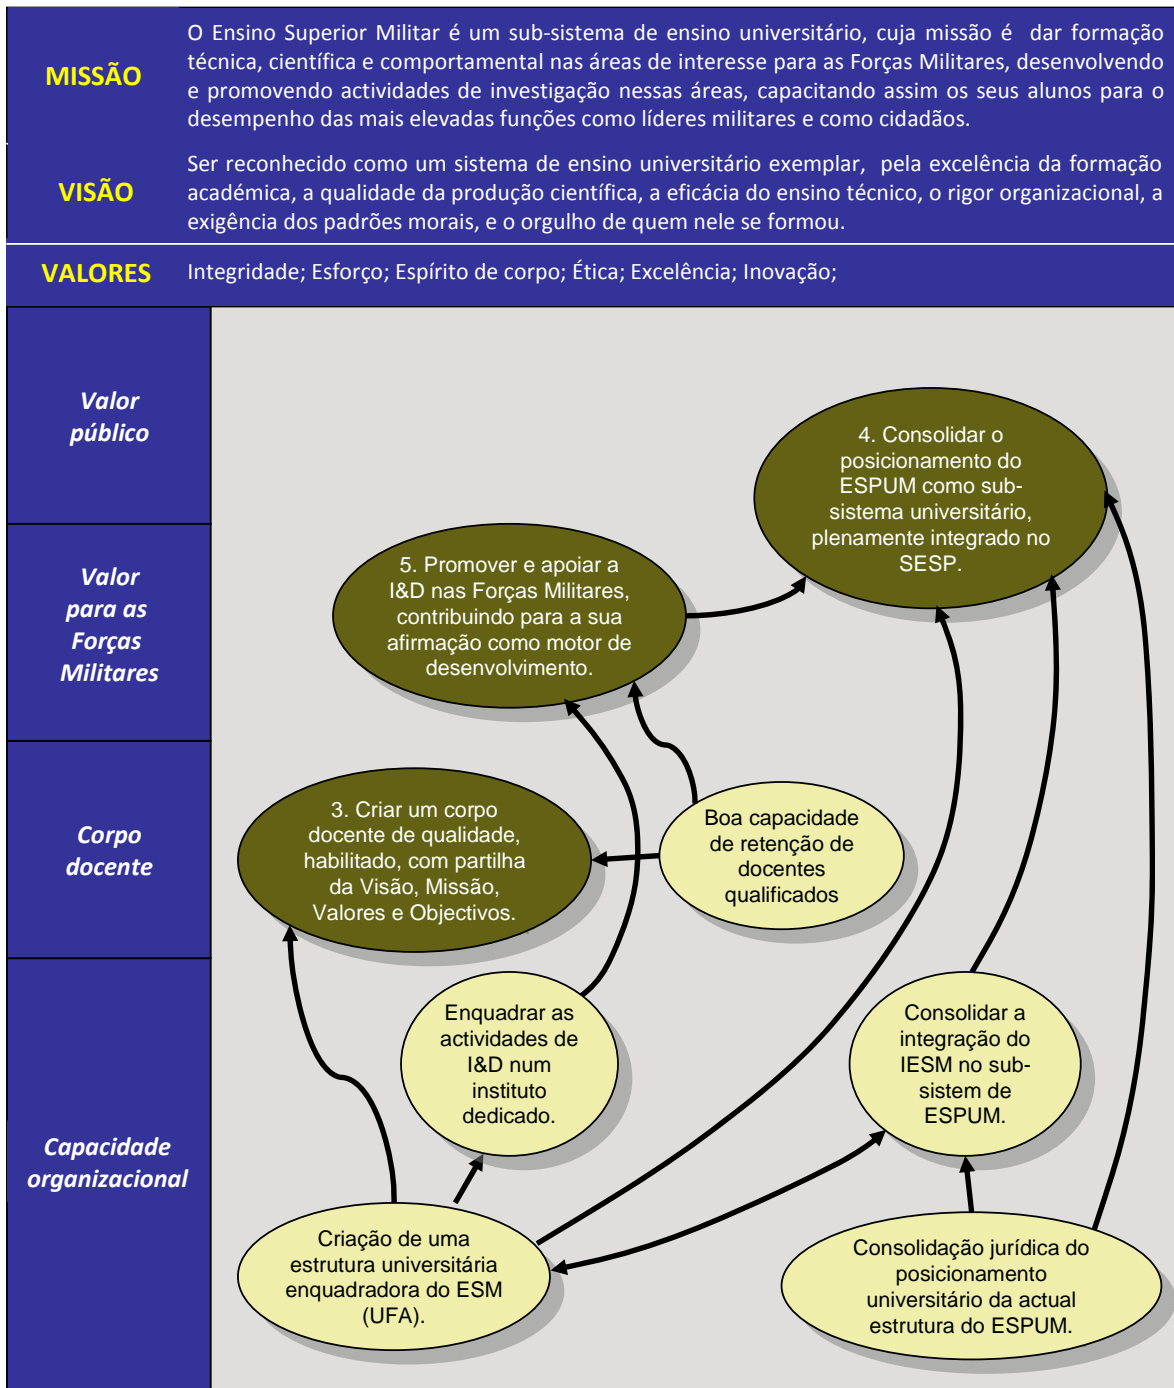 MISSÃO
O Ensino Superior Militar é um sub-sistema de ensino universitário, cuja missão é dar formação
técnica, científica e comportamental nas áreas de interesse para as Forças Militares, desenvolvendo
e promovendo actividades de investigação nessas áreas, capacitando assim os seus alunos para o
desempenho das mais elevadas funções como líderes militares e como cidadãos.
VISÃO
Ser reconhecido como um sistema de ensino universitário exemplar, pela excelência da formação
académica, a qualidade da produção científica, a eficácia do ensino técnico, o rigor organizacional, a
exigência dos padrões morais, e o orgulho de quem nele se formou.
VALORES
Integridade; Esforço; Espírito de corpo; Ética; Excelência; Inovação;
Valor
público
4. Consolidar o
posicionamento do
ESPUM como sub-
sistema universitário,
plenamente integrado no
SESP.
Valor
para as
Forças
Militares
5. Promover e apoiar a
I&D nas Forças Militares,
contribuindo para a sua
afirmação como motor de
desenvolvimento.
Corpo
docente
3. Criar um corpo
docente de qualidade,
habilitado, com partilha
da Visão, Missão,
Valores e Objectivos.
Boa capacidade
de retenção de
docentes
qualificados
Capacidade
organizacional
Enquadrar as
actividades de
I&D num
instituto
dedicado.
Consolidar a
integração do
IESM no sub-
sistem de
ESPUM.
Criação de uma
estrutura universitária
enquadradora do ESM
(UFA).
Consolidação jurídica do
posicionamento
universitário da actual
estrutura do ESPUM.